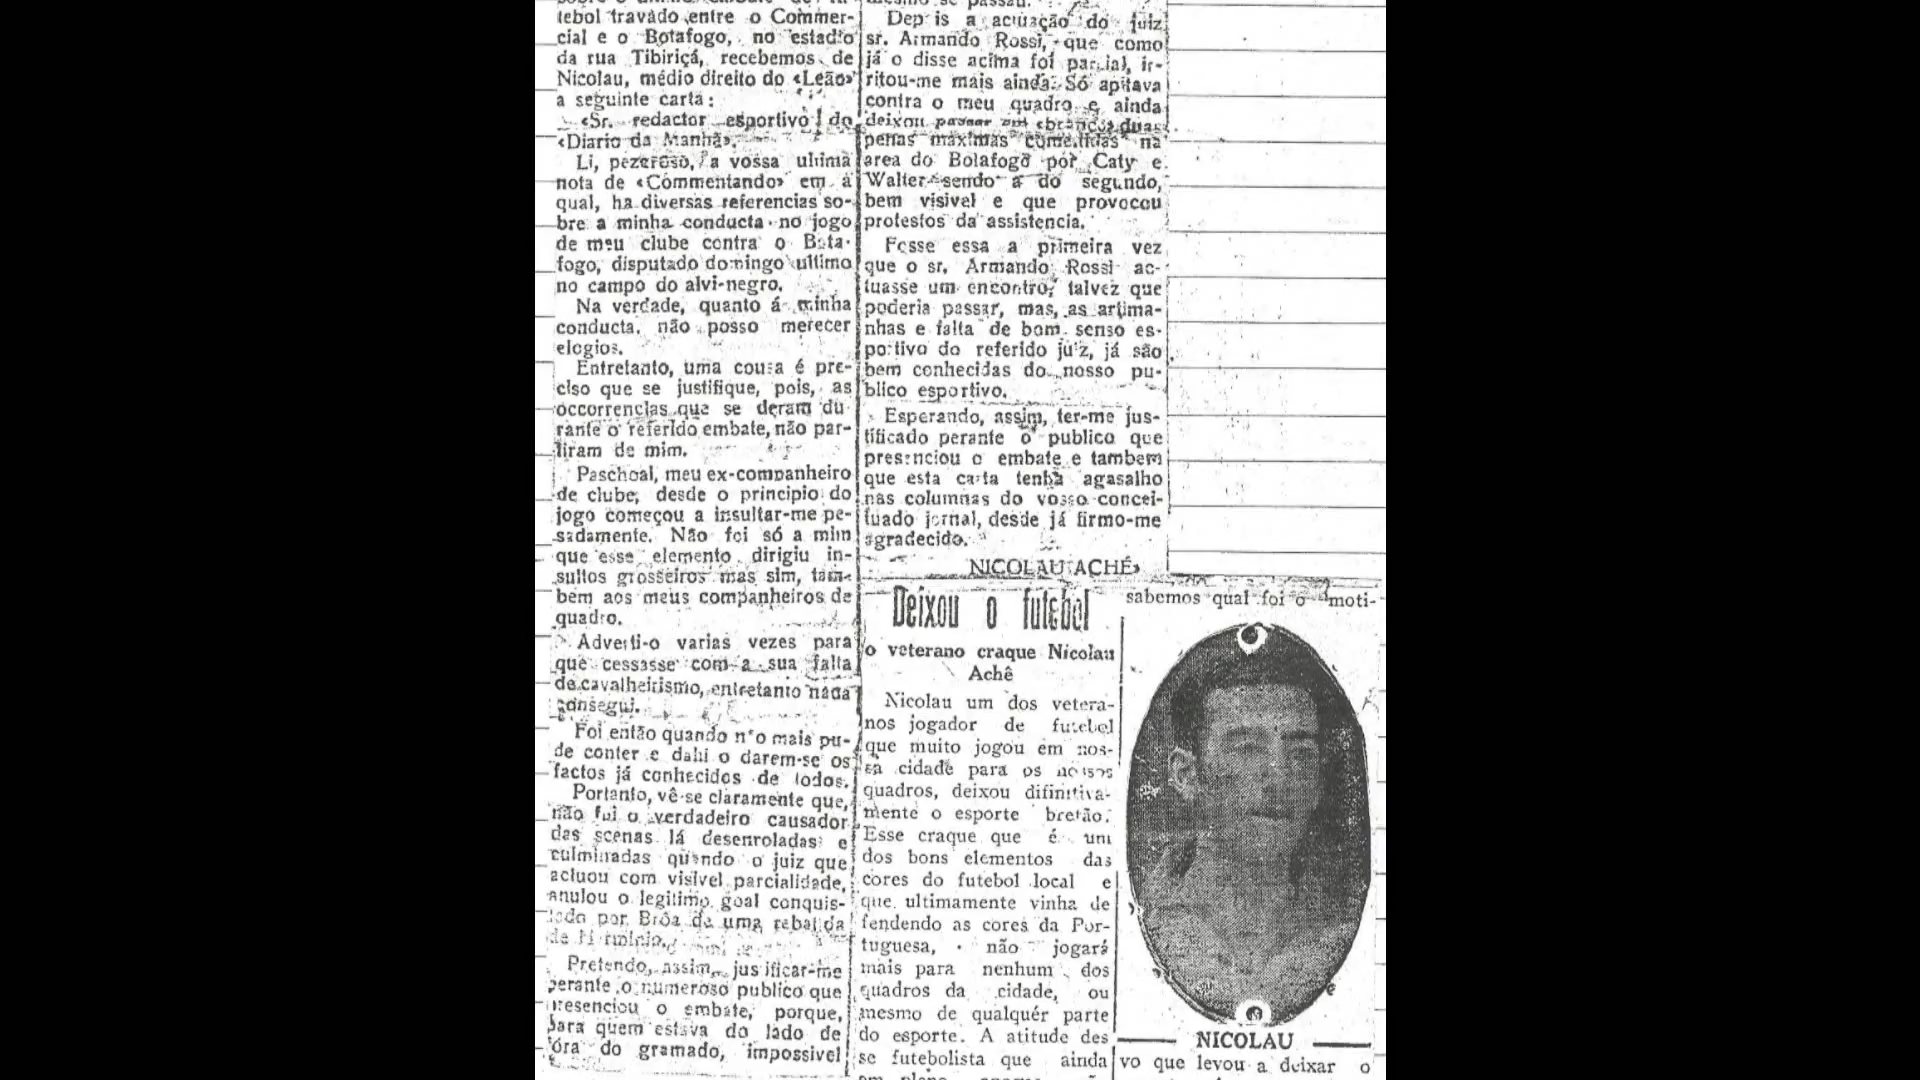 tebol travado entre o Commer-
cial e o Botafogo, no estadio
da rua Tibiriçá, recebemos de
Nicolau, médio direito do «Leão»
a seguinte carta:
«Sr. redactor esportivo do
«Diario da Manhã».
Li, pezeroso, a vossa ultima
nota de «Commentando» em a
qual, ha diversas referencias so-
bre a minha conducta no jogo
de meu clube contra o Bota-
fogo, disputado domingo ultimo
no campo do alvi-negro.
Na verdade, quanto á minha
conducta, não posso merecer
elogios.
Entretanto, uma cousa é pre-
ciso que se justifique, pois, as
occorrencias que se deram du
rante o referido embate, não par-
tiram de mim.
Paschoal, meu ex-companheiro
de clube, desde o principio do
jogo começou a insultar-me pe-
sadamente. Não foi só a mim
que esse elemento dirigiu in-
sultos grosseiros mas sim, tam-
bem aos meus companheiros de
quadro.
Adverti-o varias vezes para
que cessasse com a sua falta
de cavalheirismo, entretanto nada
consegui.
Foi então quando não mais pu-
de conter e dahi o darem-se os
factos já conhecidos de todos.
Portanto, vê-se claramente que,
não fui o verdadeiro causador
das scenas lá desenroladas e
culminadas quando o juiz que
actuou com visivel parcialidade,
anulou o legitimo goal conquis-
tado por Brôa de uma rebatida
de
Pretendo, assim, justificar-me
perante o numeroso publico que
presenciou o embate, porque,
para quem estava do lado de
fóra do gramado, impossivel
mesmo se passau.
Depois a actuação do juiz
sr. Armando Rossi, que como
já o disse acima foi parcial, ir-
ritou-me mais ainda. Só apitava
contra o meu quadro e ainda
deixou passar em «branco» duas
penas maximas cometidas na
area do Botafogo por Caty e
Walter sendo a do segundo,
bem visival e que provocou
protestos da assistencia.
Fosse essa a primeira vez
que o sr. Armando Rossi ac-
tuasse um encontro, talvez que
poderia passar, mas, as artima-
nhas e falta de bom senso es-
portivo do referido juiz, já são
bem conhecidas do nosso pu-
blico esportivo.
Esperando, assim, ter-me jus-
tificado perante o publico que
presenciou o embate e tambem
que esta carta tenha agasalho
nas columnas do vosso concei-
tuado jornal, desde já firmo-me
agradecido.
NICOLAU ACHÉ»
Deixou o futebol
o veterano craque Nicolau
Achê
Nicolau um dos vetera-
nos jogador de futebol
que muito jogou em nos-
sa cidade para os nossos
quadros, deixou difinitiva-
mente o esporte bretão.
Esse craque que é um
dos bons elementos das
cores do futebol local e
que ultimamente vinha de
fendendo as cores da Por-
tuguesa, não jogará
mais para nenhum dos
quadros da cidade, ou
mesmo de qualquér parte
do esporte. A atitude des
se futebolista que ainda
sabemos qual foi o moti-
NICOLAU
vo que levou a deixar o